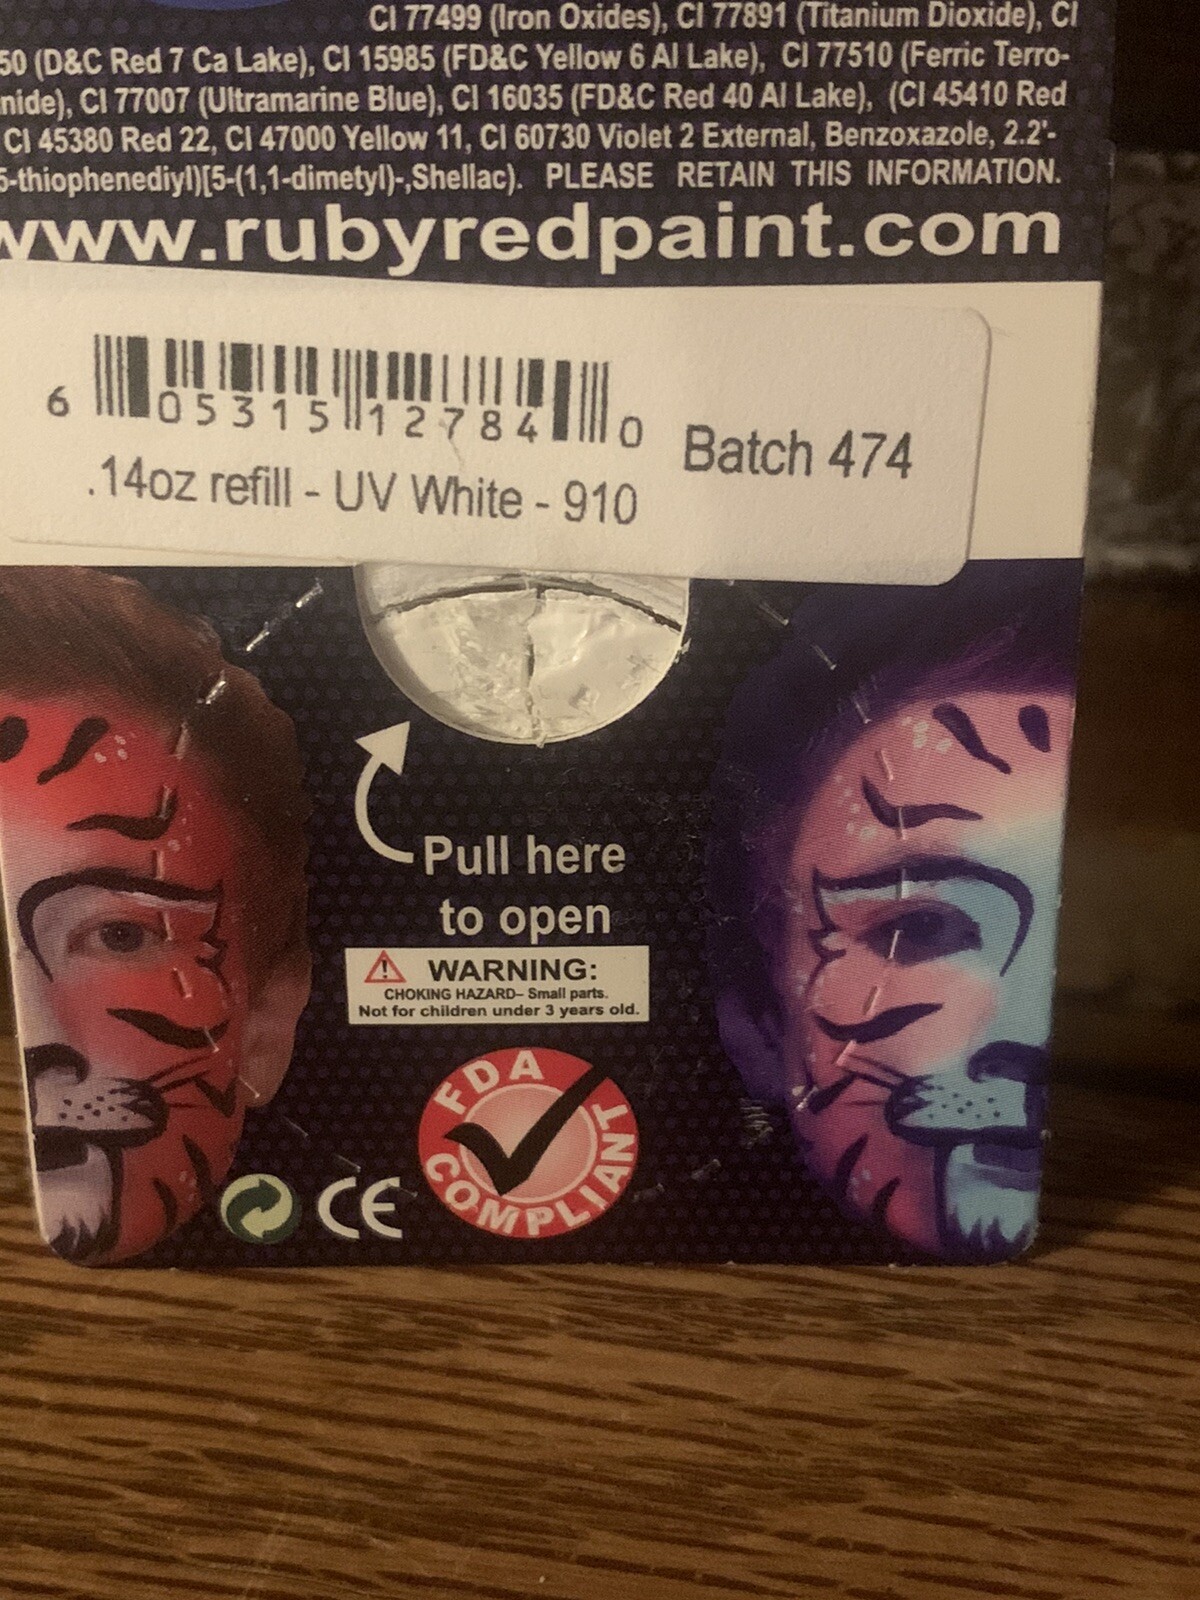 CI 77499 (Iron Oxides), CI 77891 (Titanium Dioxide), CI
50 (D&C Red 7 Ca Lake), CI 15985 (FD&C Yellow 6 Al Lake), CI 77510 (Ferric Terro-
nide), CI 77007 (Ultramarine Blue), CI 16035 (FD&C Red 40 Al Lake), (CI 45410 Red
CI 45380 Red 22, CI 47000 Yellow 11, CI 60730 Violet 2 External, Benzoxazole, 2.2'-
5-thiophenediyl)[5-(1,1-dimetyl)-,Shellac). PLEASE RETAIN THIS INFORMATION.
www.rubyredpaint.com
6 05315 12784 0
Batch 474
.14oz refill - UV White - 910
Pull here
to open
WARNING:
CHOKING HAZARD– Small parts.
Not for children under 3 years old.
FDA
COMPLIANT
CE